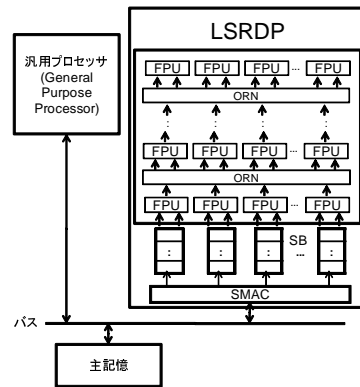 LSRDP
汎用プロセッサ
(General
Purpose
Processor)
FPU FPU FPU ... FPU
ORN
: : : :
FPU FPU FPU ... FPU
ORN
FPU FPU FPU ... FPU
SB
: : : ... :
SMAC
バス
主記憶